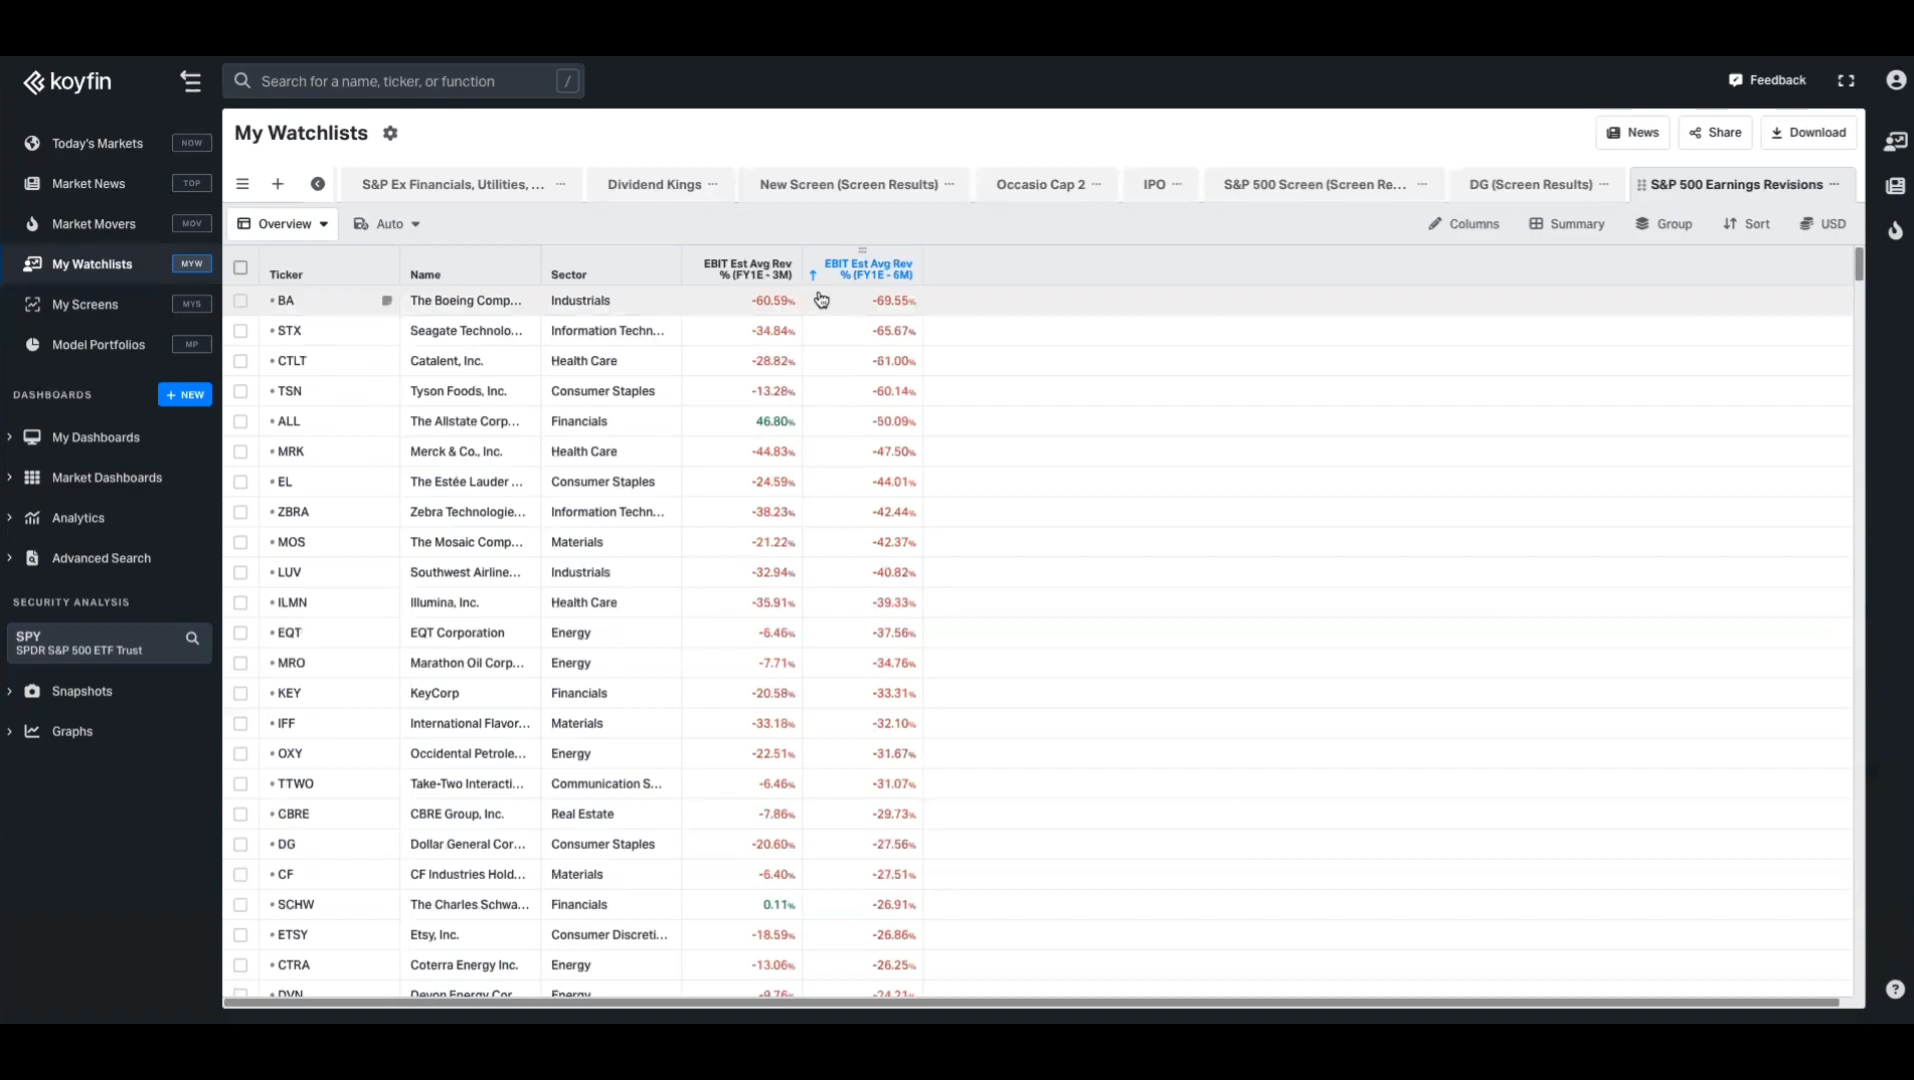 koyfin
Search for a name, ticker, or function /
Feedback
Today's Markets NOW
Market News TOP
Market Movers MOV
My Watchlists MYW
My Screens MYS
Model Portfolios MP
DASHBOARDS + NEW
My Dashboards
Market Dashboards
Analytics
Advanced Search
SECURITY ANALYSIS
SPY
SPDR S&P 500 ETF Trust
Snapshots
Graphs
My Watchlists
News Share Download
S&P Ex Financials, Utilities, ... Dividend Kings New Screen (Screen Results) Occasio Cap 2 IPO S&P 500 Screen (Screen Re... DG (Screen Results) S&P 500 Earnings Revisions
Overview Auto Columns Summary Group Sort USD
Ticker Name Sector EBIT Est Avg Rev % (FY1E - 3M) EBIT Est Avg Rev % (FY1E - 6M)
BA The Boeing Comp... Industrials -60.59% -69.55%
STX Seagate Technolo... Information Techn... -34.84% -65.67%
CTLT Catalent, Inc. Health Care -28.82% -61.00%
TSN Tyson Foods, Inc. Consumer Staples -13.28% -60.14%
ALL The Allstate Corp... Financials 46.80% -50.09%
MRK Merck & Co., Inc. Health Care -44.83% -47.50%
EL The Estée Lauder ... Consumer Staples -24.59% -44.01%
ZBRA Zebra Technologie... Information Techn... -38.23% -42.44%
MOS The Mosaic Comp... Materials -21.22% -42.37%
LUV Southwest Airline... Industrials -32.94% -40.82%
ILMN Illumina, Inc. Health Care -35.91% -39.33%
EQT EQT Corporation Energy -6.46% -37.56%
MRO Marathon Oil Corp... Energy -7.71% -34.76%
KEY KeyCorp Financials -20.58% -33.31%
IFF International Flavor... Materials -33.18% -32.10%
OXY Occidental Petrole... Energy -22.51% -31.67%
TTWO Take-Two Interacti... Communication S... -6.46% -31.07%
CBRE CBRE Group, Inc. Real Estate -7.86% -29.73%
DG Dollar General Cor... Consumer Staples -20.60% -27.56%
CF CF Industries Hold... Materials -6.40% -27.51%
SCHW The Charles Schwa... Financials 0.11% -26.91%
ETSY Etsy, Inc. Consumer Discreti... -18.59% -26.86%
CTRA Coterra Energy Inc. Energy -13.06% -26.25%
DVN Devon Energy Cor Energy -9.76% -24.21%